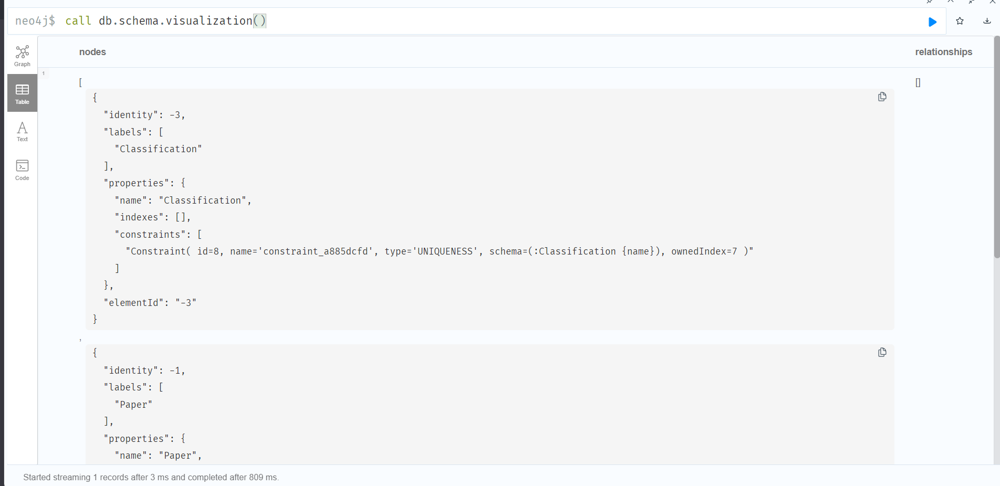 neo4j$ call db.schema.visualization()
Graph
Table
Text
Code
nodes relationships
1
[ []
{
"identity": -3,
"labels": [
"Classification"
],
"properties": {
"name": "Classification",
"indexes": [],
"constraints": [
"Constraint( id=8, name='constraint_a885dcfd', type='UNIQUENESS', schema=(:Classification {name}), ownedIndex=7 )"
]
},
"elementId": "-3"
}
,
{
"identity": -1,
"labels": [
"Paper"
],
"properties": {
"name": "Paper",
Started streaming 1 records after 3 ms and completed after 809 ms.